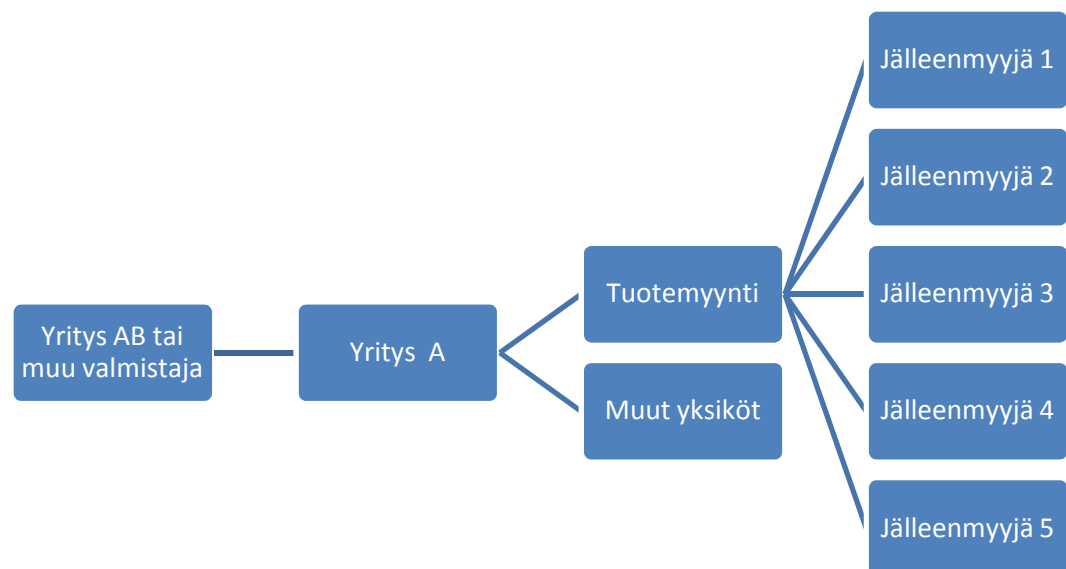 Yritys AB tai
muu valmistaja
Yritys A
Tuotemyynti
Muut yksiköt
Jälleenmyyjä 1
Jälleenmyyjä 2
Jälleenmyyjä 3
Jälleenmyyjä 4
Jälleenmyyjä 5